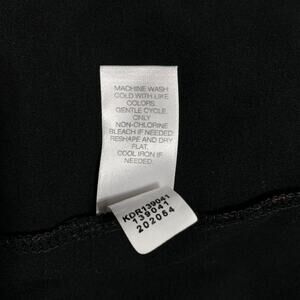 MACHINE WASH
COLD WITH LIKE
COLORS.
GENTLE CYCLE.
ONLY
NON-CHLORINE
BLEACH IF NEEDED.
RESHAPE AND DRY
FLAT.
COOL IRON IF
NEEDED.
KDR139041
139041
202064